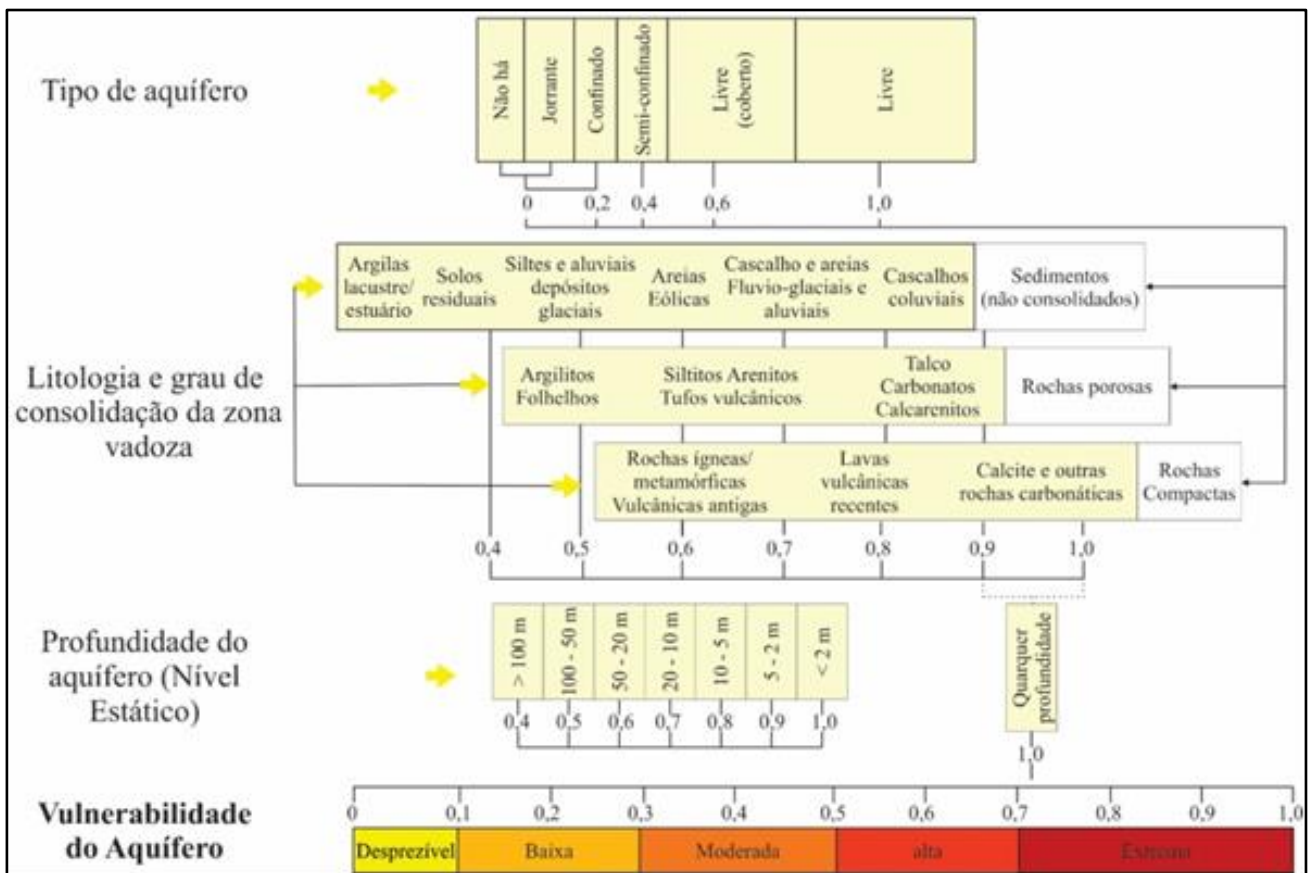 Tipo de aquífero
Não há
Jorrante
Confinado
Semi-confinado
Livre
(coberto)
Livre
0
0,2
0,4
0,6
1,0
Litologia e grau de
consolidação da zona
vadoza
Argilas
lacustre/
estuário
Solos
residuais
Siltes e aluviais
depósitos
glaciais
Areias
Eólicas
Cascalho e areias
Fluvio-glaciais e
aluviais
Cascalhos
coluviais
Sedimentos
(não consolidados)
Argilitos
Folhelhos
Siltitos Arenitos
Tufos vulcânicos
Talco
Carbonatos
Calcarenitos
Rochas porosas
Rochas ígneas/
metamórficas
Vulcânicas antigas
Lavas
vulcânicas
recentes
Calcite e outras
rochas carbonáticas
Rochas
Compactas
0,4
0,5
0,6
0,7
0,8
0,9
1,0
Profundidade do
aquífero (Nível
Estático)
> 100 m
100 - 50 m
50 - 20 m
20 - 10 m
10 - 5 m
5 - 2 m
< 2 m
0,4
0,5
0,6
0,7
0,8
0,9
1,0
Quarquer
profundidade
1,0
Vulnerabilidade
do Aquífero
0
0,1
0,2
0,3
0,4
0,5
0,6
0,7
0,8
0,9
1,0
Desprezível
Baixa
Moderada
alta
Extrema